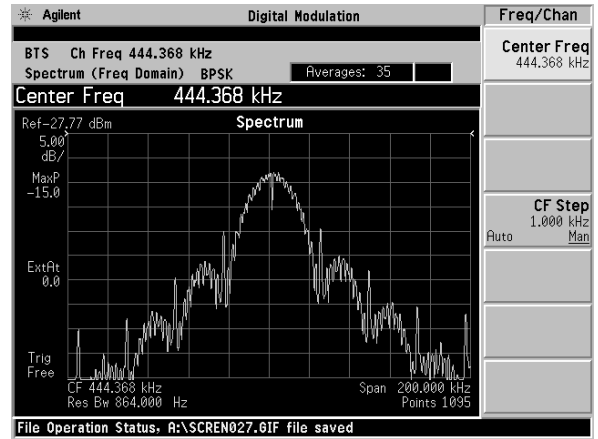 Agilent Digital Modulation Freq/Chan
BTS Ch Freq 444.368 kHz
Spectrum (Freq Domain) BPSK Averages: 35
Center Freq 444.368 kHz
Center Freq
444.368 kHz
CF Step
1.000 kHz
Auto Man
Ref-27.77 dBm Spectrum
5.00
dB/
MaxP
-15.0
ExtAt
0.0
Trig
Free
CF 444.368 kHz Span 200.000 kHz
Res Bw 864.000 Hz Points 1095
File Operation Status, A:\SCREN027.GIF file saved